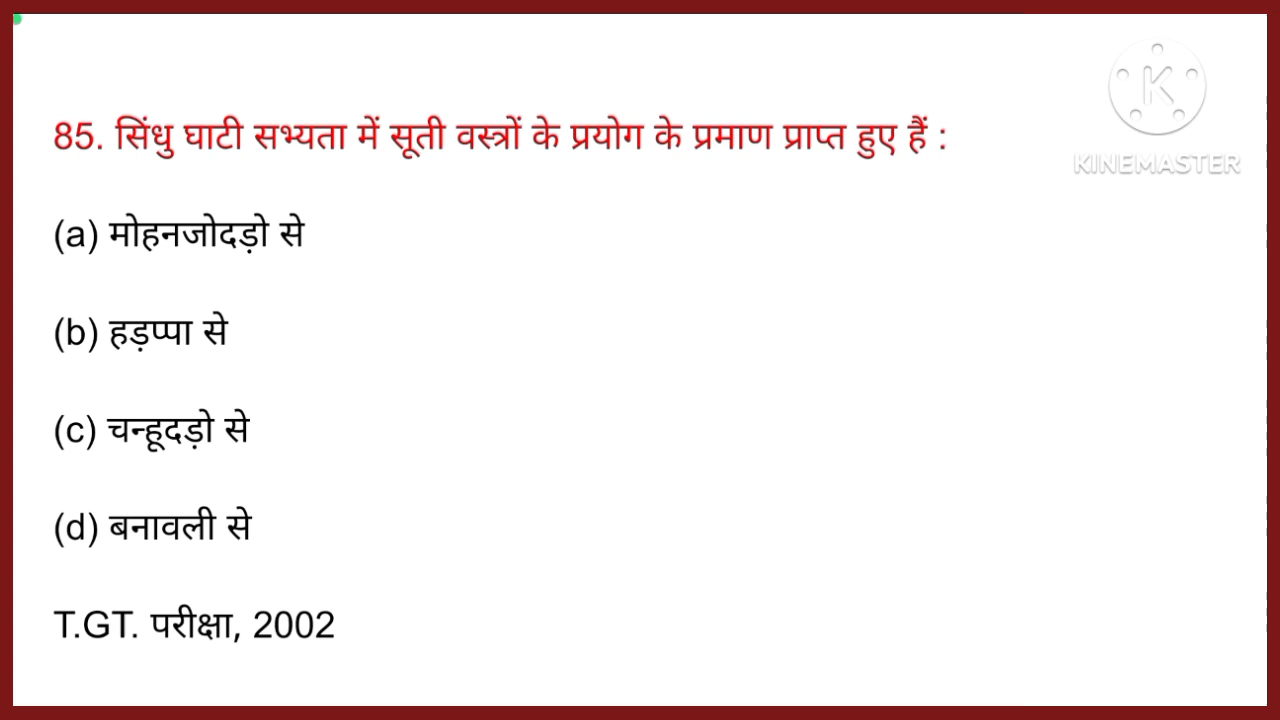 K
KINEMASTER
85. सिंधु घाटी सभ्यता में सूती वस्त्रों के प्रयोग के प्रमाण प्राप्त हुए हैं :
(a) मोहनजोदड़ो से
(b) हड़प्पा से
(c) चन्हूदड़ो से
(d) बनावली से
T.GT. परीक्षा, 2002